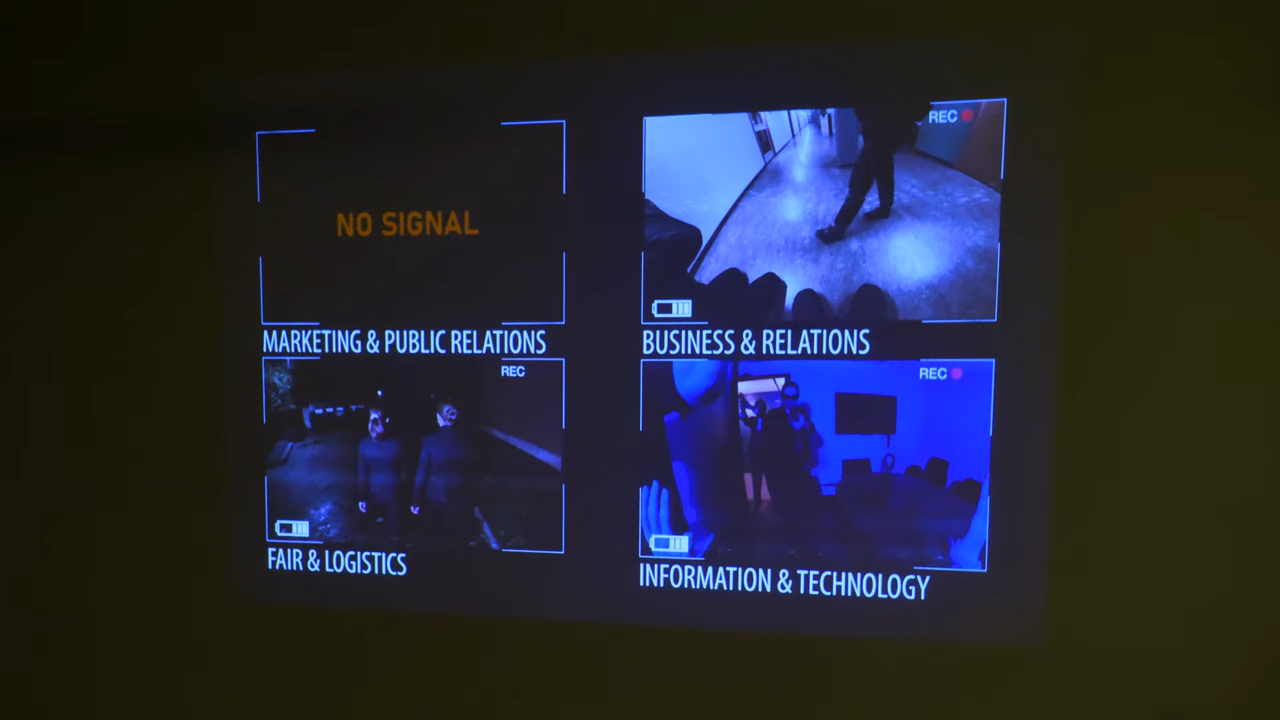 REC
NO SIGNAL
MARKETING & PUBLIC RELATIONS
BUSINESS & RELATIONS
REC
REC
FAIR & LOGISTICS
INFORMATION & TECHNOLOGY